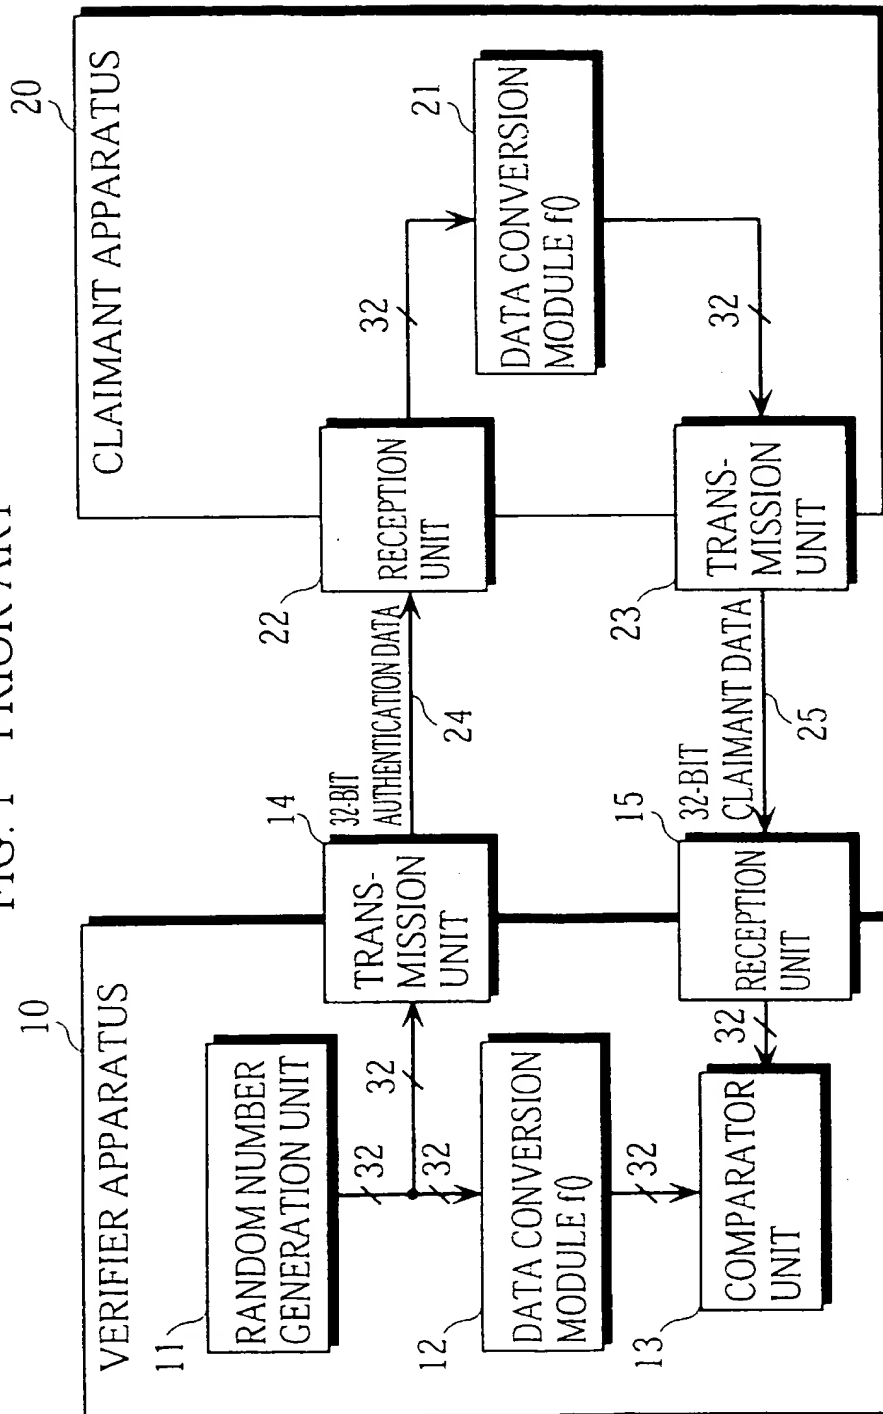 FIG. 1 PRIOR ART
10
VERIFIER APPARATUS
11
RANDOM NUMBER
GENERATION UNIT
32
32
32
12
DATA CONVERSION
MODULE f()
32
13
COMPARATOR
UNIT
14
TRANS-
MISSION
UNIT
32-BIT
AUTHENTICATION DATA
24
15
RECEPTION
UNIT
32
32-BIT
CLAIMANT DATA
25
20
CLAIMANT APPARATUS
22
RECEPTION
UNIT
32
21
DATA CONVERSION
MODULE f()
32
23
TRANS-
MISSION
UNIT